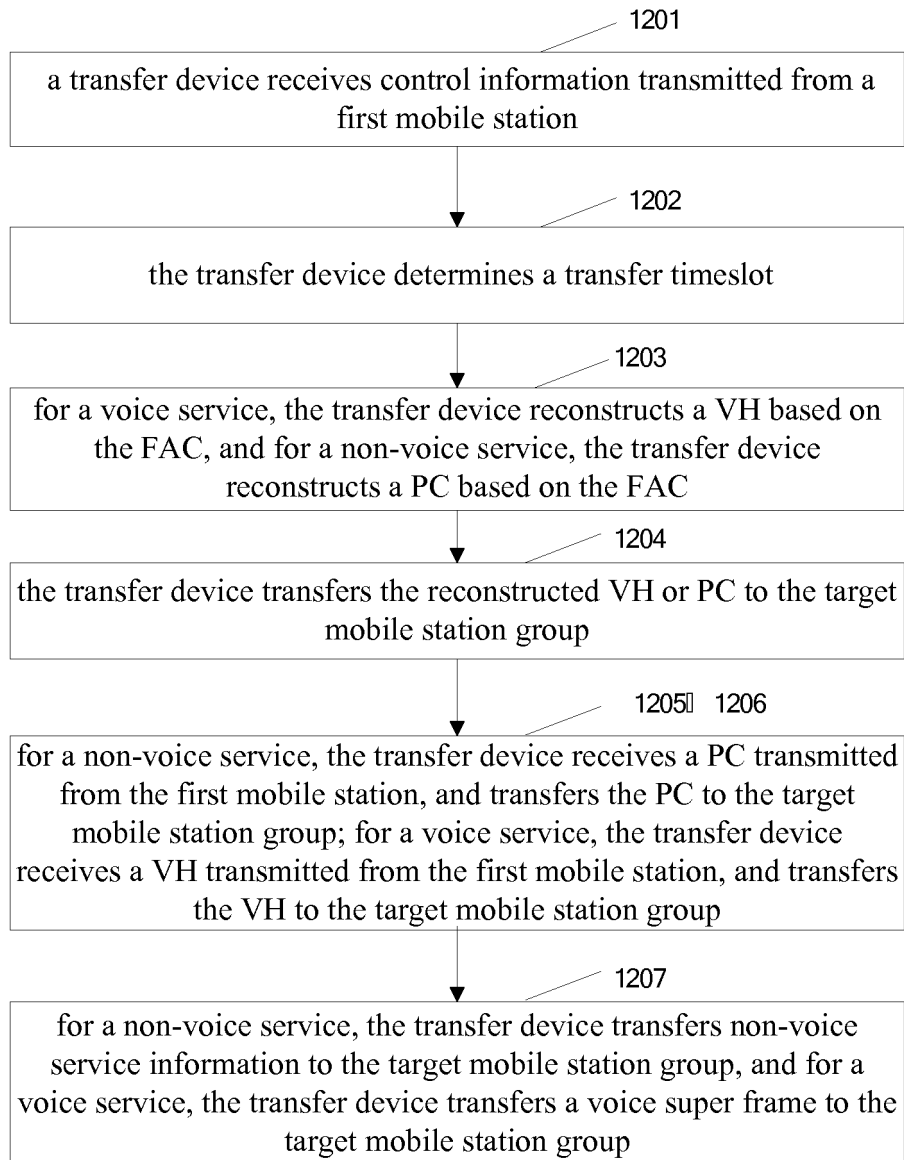 1201
a transfer device receives control information transmitted from a
first mobile station
1202
the transfer device determines a transfer timeslot
1203
for a voice service, the transfer device reconstructs a VH based on
the FAC, and for a non-voice service, the transfer device
reconstructs a PC based on the FAC
1204
the transfer device transfers the reconstructed VH or PC to the target
mobile station group
1205▯ 1206
for a non-voice service, the transfer device receives a PC transmitted
from the first mobile station, and transfers the PC to the target
mobile station group; for a voice service, the transfer device
receives a VH transmitted from the first mobile station, and transfers
the VH to the target mobile station group
1207
for a non-voice service, the transfer device transfers non-voice
service information to the target mobile station group, and for a
voice service, the transfer device transfers a voice super frame to the
target mobile station group